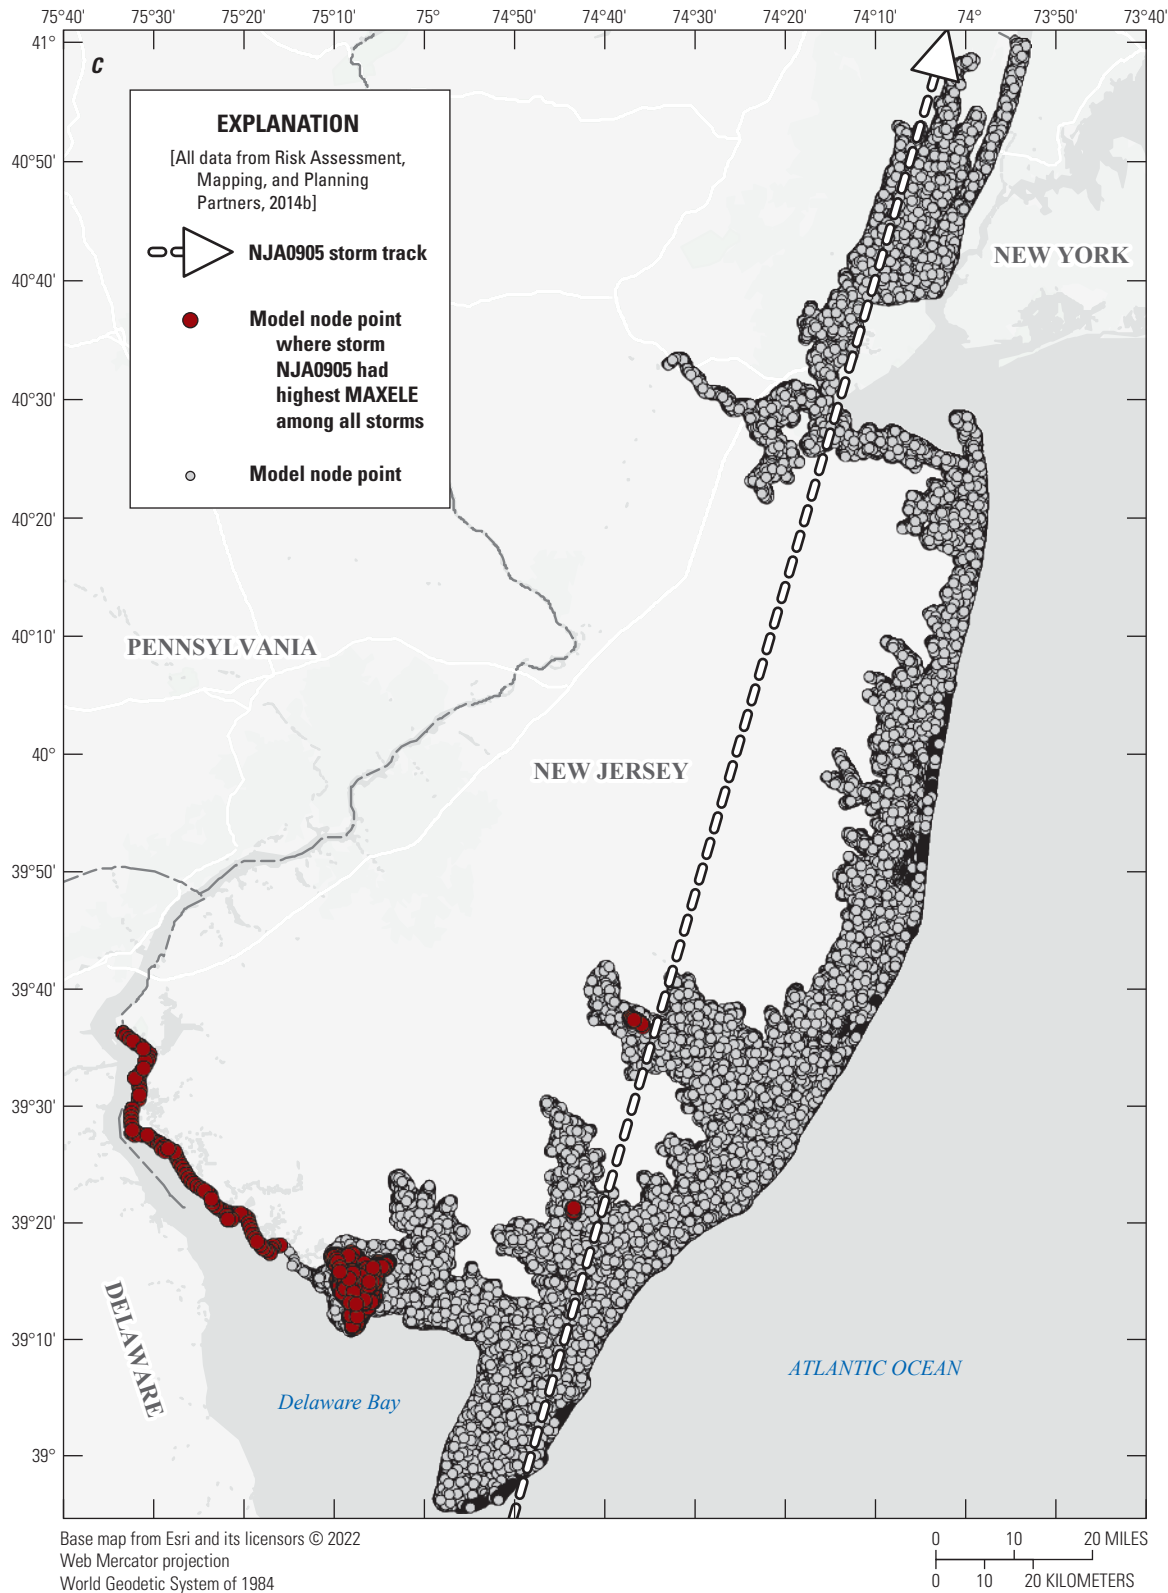 75°40' 75°30' 75°20' 75°10' 75° 74°50' 74°40' 74°30' 74°20' 74°10' 74° 73°50' 73°40'
41°
C
EXPLANATION
[All data from Risk Assessment,
Mapping, and Planning
Partners, 2014b]
NJA0905 storm track
Model node point
where storm
NJA0905 had
highest MAXELE
among all storms
Model node point
40°50'
NEW YORK
40°40'
40°30'
40°20'
40°10'
PENNSYLVANIA
40°
NEW JERSEY
39°50'
39°40'
39°30'
39°20'
39°10'
DELAWARE
ATLANTIC OCEAN
Delaware Bay
39°
Base map from Esri and its licensors © 2022
Web Mercator projection
World Geodetic System of 1984
0 10 20 MILES
0 10 20 KILOMETERS